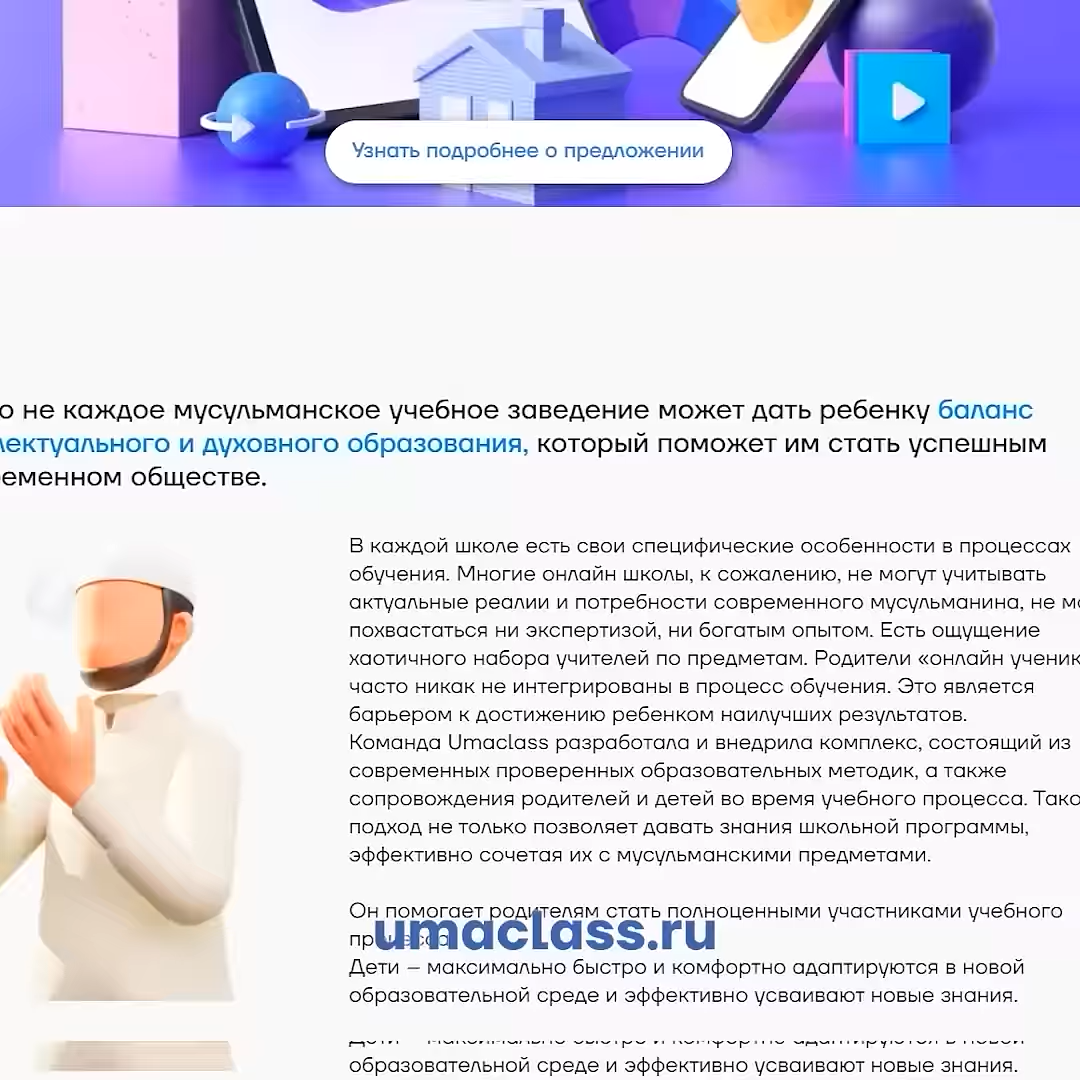 Узнать подробнее о предложении
не каждое мусульманское учебное заведение может дать ребенку баланс
и духовного образования, который поможет им стать успешным
обществе.
В каждой школе есть свои специфические особенности в процессах
обучения. Многие онлайн школы, к сожалению, не могут учитывать
актуальные реалии и потребности современного мусульманина, не
похвастаться ни экспертизой, ни богатым опытом. Есть ощущение
хаотичного набора учителей по предметам. Родители «онлайн
часто никак не интегрированы в процесс обучения. Это является
барьером к достижению ребенком наилучших результатов.
Команда Umaclass разработала и внедрила комплекс, состоящий из
современных проверенных образовательных методик, а также
сопровождения родителей и детей во время учебного процесса.
подход не только позволяет давать знания школьной программы,
эффективно сочетая их с мусульманскими предметами.
Он помогает родителям стать полноценными участниками учебного
umaclass.ru
Дети – максимально быстро и комфортно адаптируются в новой
образовательной среде и эффективно усваивают новые знания.
образовательной среде и эффективно усваивают новые знания.